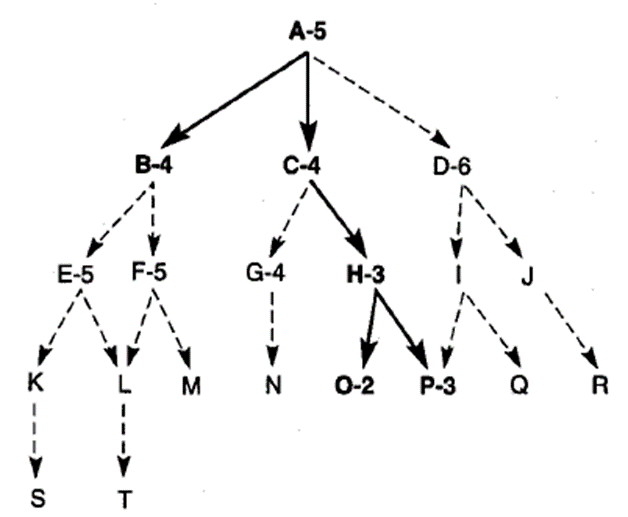 A-5
B-4 C-4 D-6
E-5 F-5 G-4 H-3 I J
K L M N O-2 P-3 Q R
S T